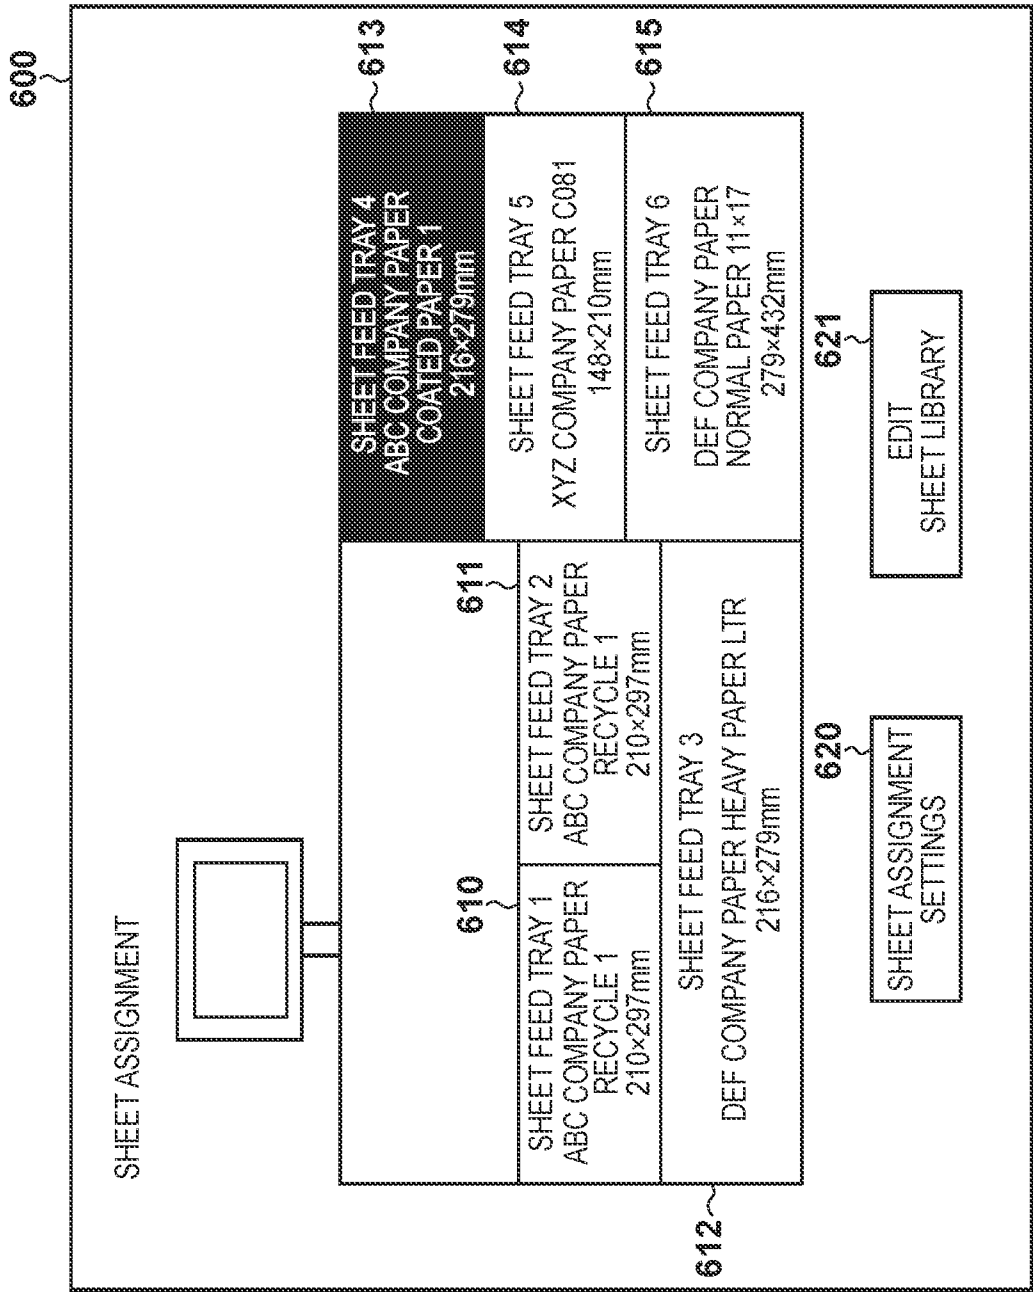 600
SHEET ASSIGNMENT
613
SHEET FEED TRAY 4
ABC COMPANY PAPER
COATED PAPER 1
216×279mm
614
SHEET FEED TRAY 5
XYZ COMPANY PAPER C081
148×210mm
615
SHEET FEED TRAY 6
DEF COMPANY PAPER
NORMAL PAPER 11×17
279×432mm
610
SHEET FEED TRAY 1
ABC COMPANY PAPER
RECYCLE 1
210×297mm
611
SHEET FEED TRAY 2
ABC COMPANY PAPER
RECYCLE 1
210×297mm
612
SHEET FEED TRAY 3
DEF COMPANY PAPER HEAVY PAPER LTR
216×279mm
620
SHEET ASSIGNMENT
SETTINGS
621
EDIT
SHEET LIBRARY